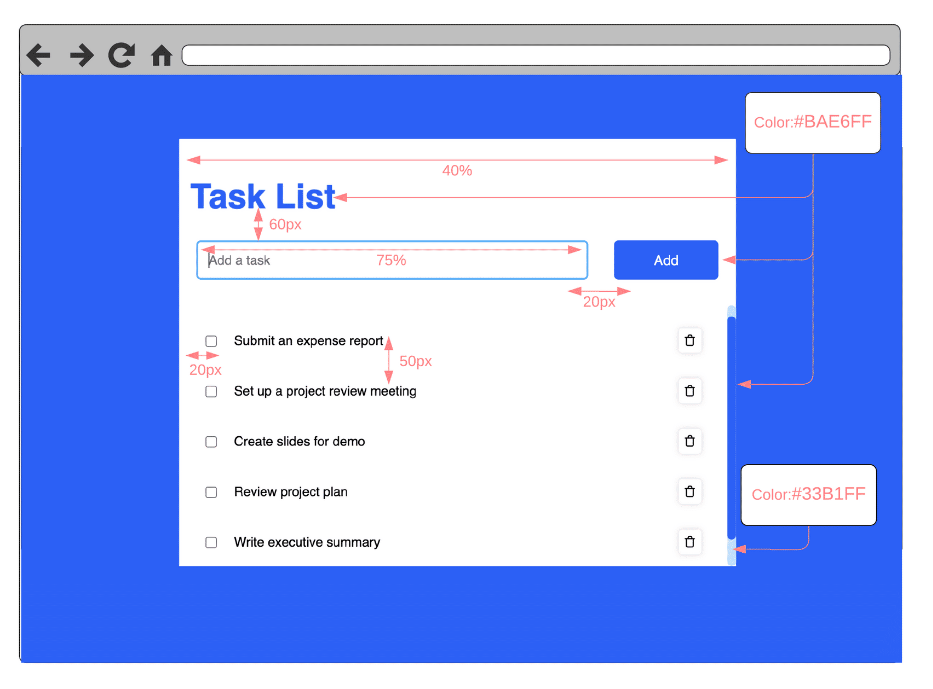 Color:#BAE6FF
40%
Task List
60px
Add a task
75%
Add
20px
Submit an expense report
20px
50px
Set up a project review meeting
Create slides for demo
Review project plan
Color:#33B1FF
Write executive summary